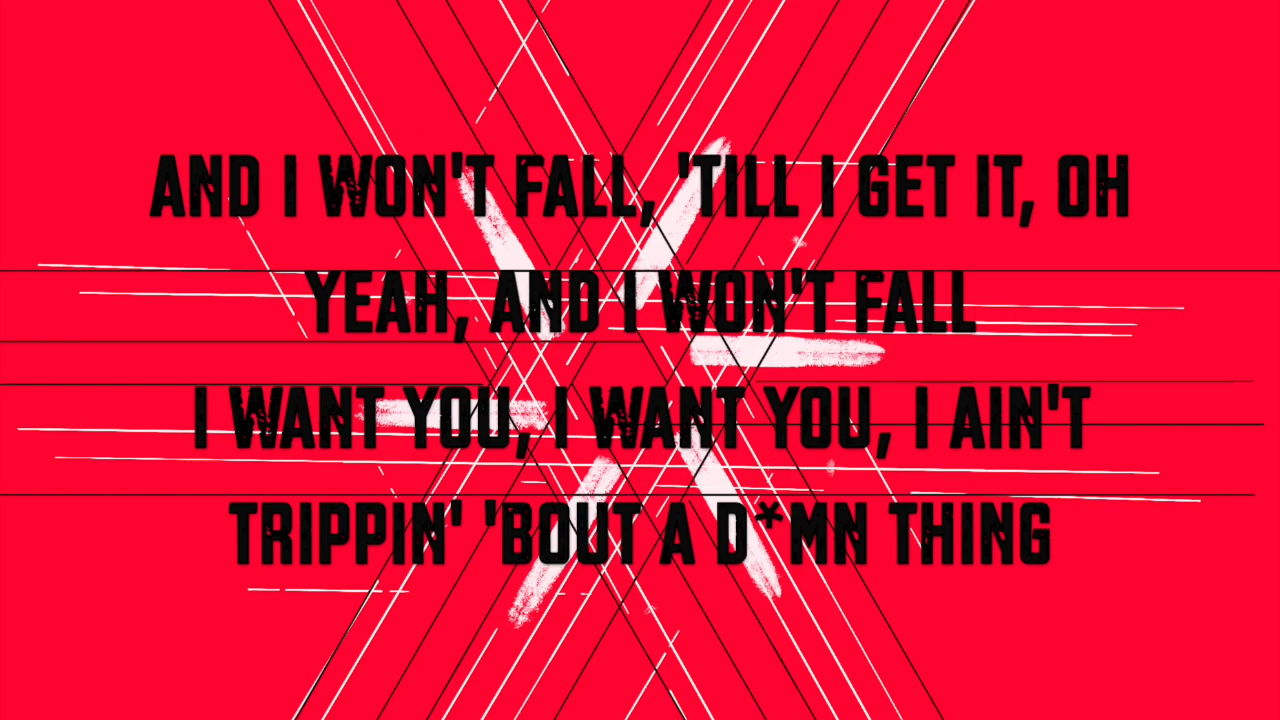 AND I WON'T FALL, 'TILL I GET IT, OH
YEAH, AND I WON'T FALL
I WANT YOU, I WANT YOU, I AIN'T
TRIPPIN' 'BOUT A D*MN THING